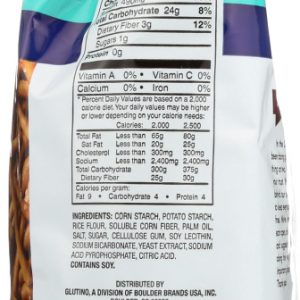 Total Carbohydrate 24g 8%
Dietary Fiber 3g 12%
Sugars 1g
Protein 0g
Vitamin A 0% • Vitamin C 0%
Calcium 0% • Iron 0%
* Percent Daily Values are based on a 2,000
calorie diet. Your daily values may be higher
or lower depending on your calorie needs:
Calories: 2,000 2,500
Total Fat Less than 65g 80g
Sat Fat Less than 20g 25g
Cholesterol Less than 300mg 300mg
Sodium Less than 2,400mg 2,400mg
Total Carbohydrate 300g 375g
Dietary Fiber 25g 30g
Calories per gram:
Fat 9 • Carbohydrate 4 • Protein 4
INGREDIENTS: CORN STARCH, POTATO STARCH,
RICE FLOUR, SOLUBLE CORN FIBER, PALM OIL,
SALT, SUGAR, CELLULOSE GUM, SOY LECITHIN,
SODIUM BICARBONATE, YEAST EXTRACT, SODIUM
ACID PYROPHOSPHATE, CITRIC ACID.
CONTAINS SOY.
DISTRIBUTED BY
GLUTINO, A DIVISION OF BOULDER BRANDS USA, INC.